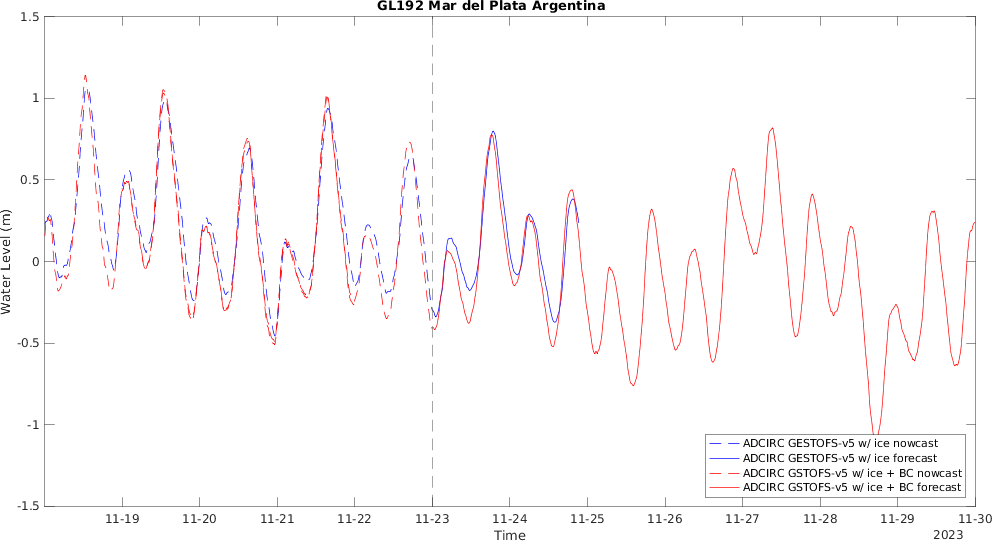 GL192 Mar del Plata Argentina
1.5
1
0.5
0
-0.5
-1
-1.5
Water Level (m)
ADCIRC GESTOFS-v5 w/ ice nowcast
ADCIRC GESTOFS-v5 w/ ice forecast
ADCIRC GSTOFS-v5 w/ ice + BC nowcast
ADCIRC GSTOFS-v5 w/ ice + BC forecast
11-19 11-20 11-21 11-22 11-23 11-24 11-25 11-26 11-27 11-28 11-29 11-30
Time
2023